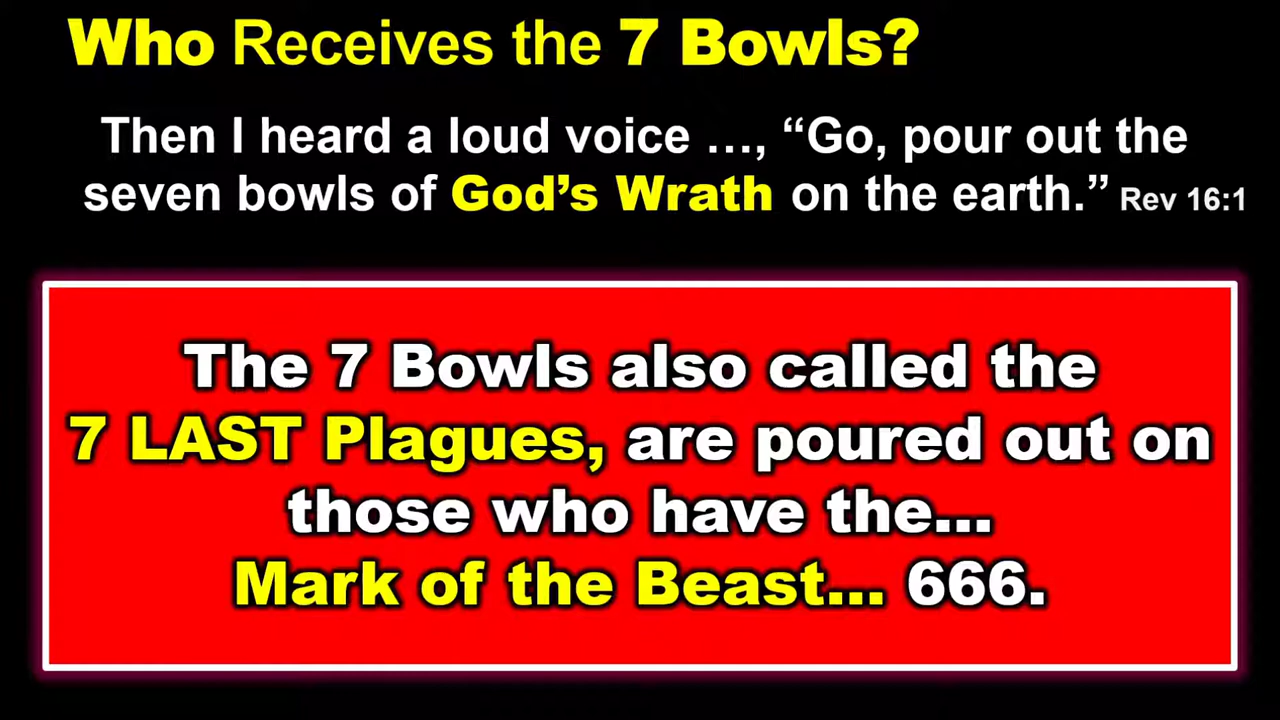 Who Receives the 7 Bowls?
Then I heard a loud voice …, “Go, pour out the
seven bowls of God’s Wrath on the earth.” Rev 16:1
The 7 Bowls also called the
7 LAST Plagues, are poured out on
those who have the…
Mark of the Beast… 666.